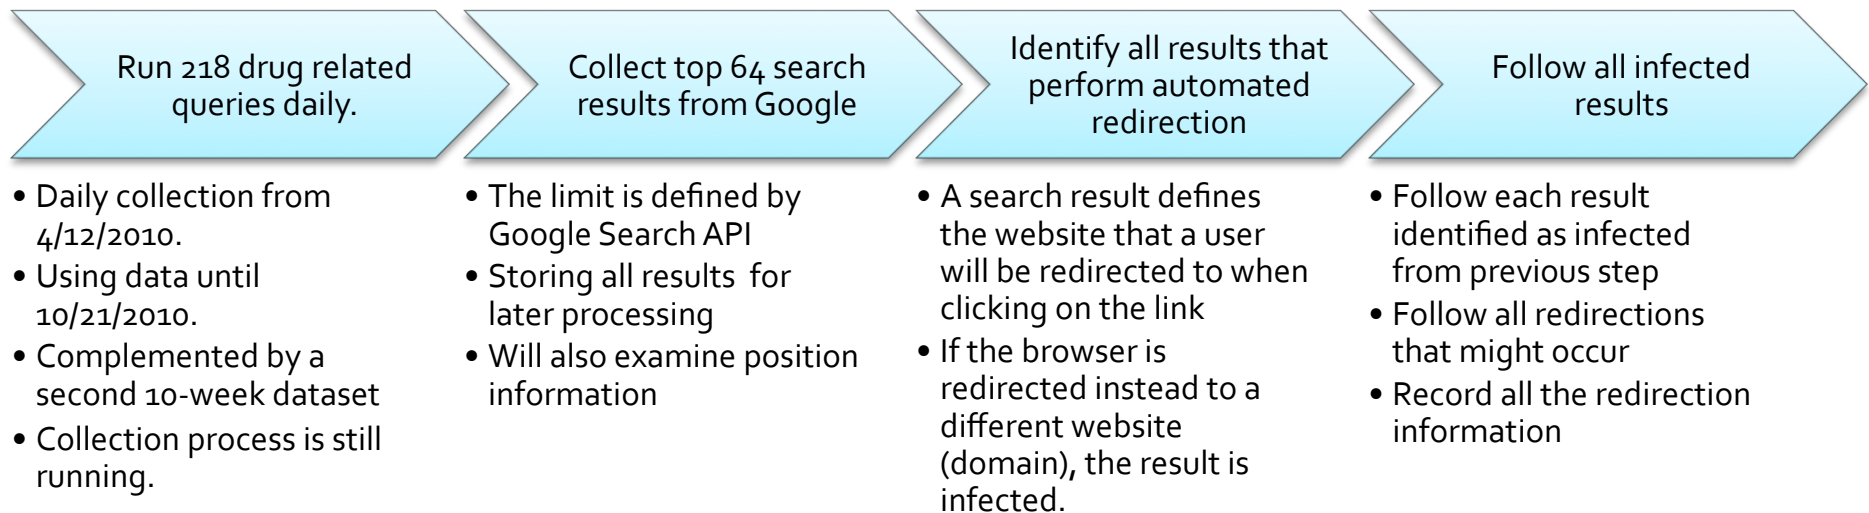 Run 218 drug related
queries daily.
• Daily collection from
4/12/2010.
• Using data until
10/21/2010.
• Complemented by a
second 10-week dataset
• Collection process is still
running.
Collect top 64 search
results from Google
• The limit is defined by
Google Search API
• Storing all results for
later processing
• Will also examine position
information
Identify all results that
perform automated
redirection
• A search result defines
the website that a user
will be redirected to when
clicking on the link
• If the browser is
redirected instead to a
different website
(domain), the result is
infected.
Follow all infected
results
• Follow each result
identified as infected
from previous step
• Follow all redirections
that might occur
• Record all the redirection
information